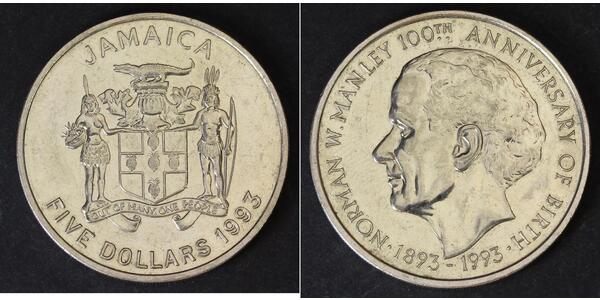 JAMAICA
OUT OF MANY, ONE PEOPLE
FIVE DOLLARS 1993
NORMAN W. MANLEY 100TH ANNIVERSARY OF BIRTH
· 1893 - 1993 ·